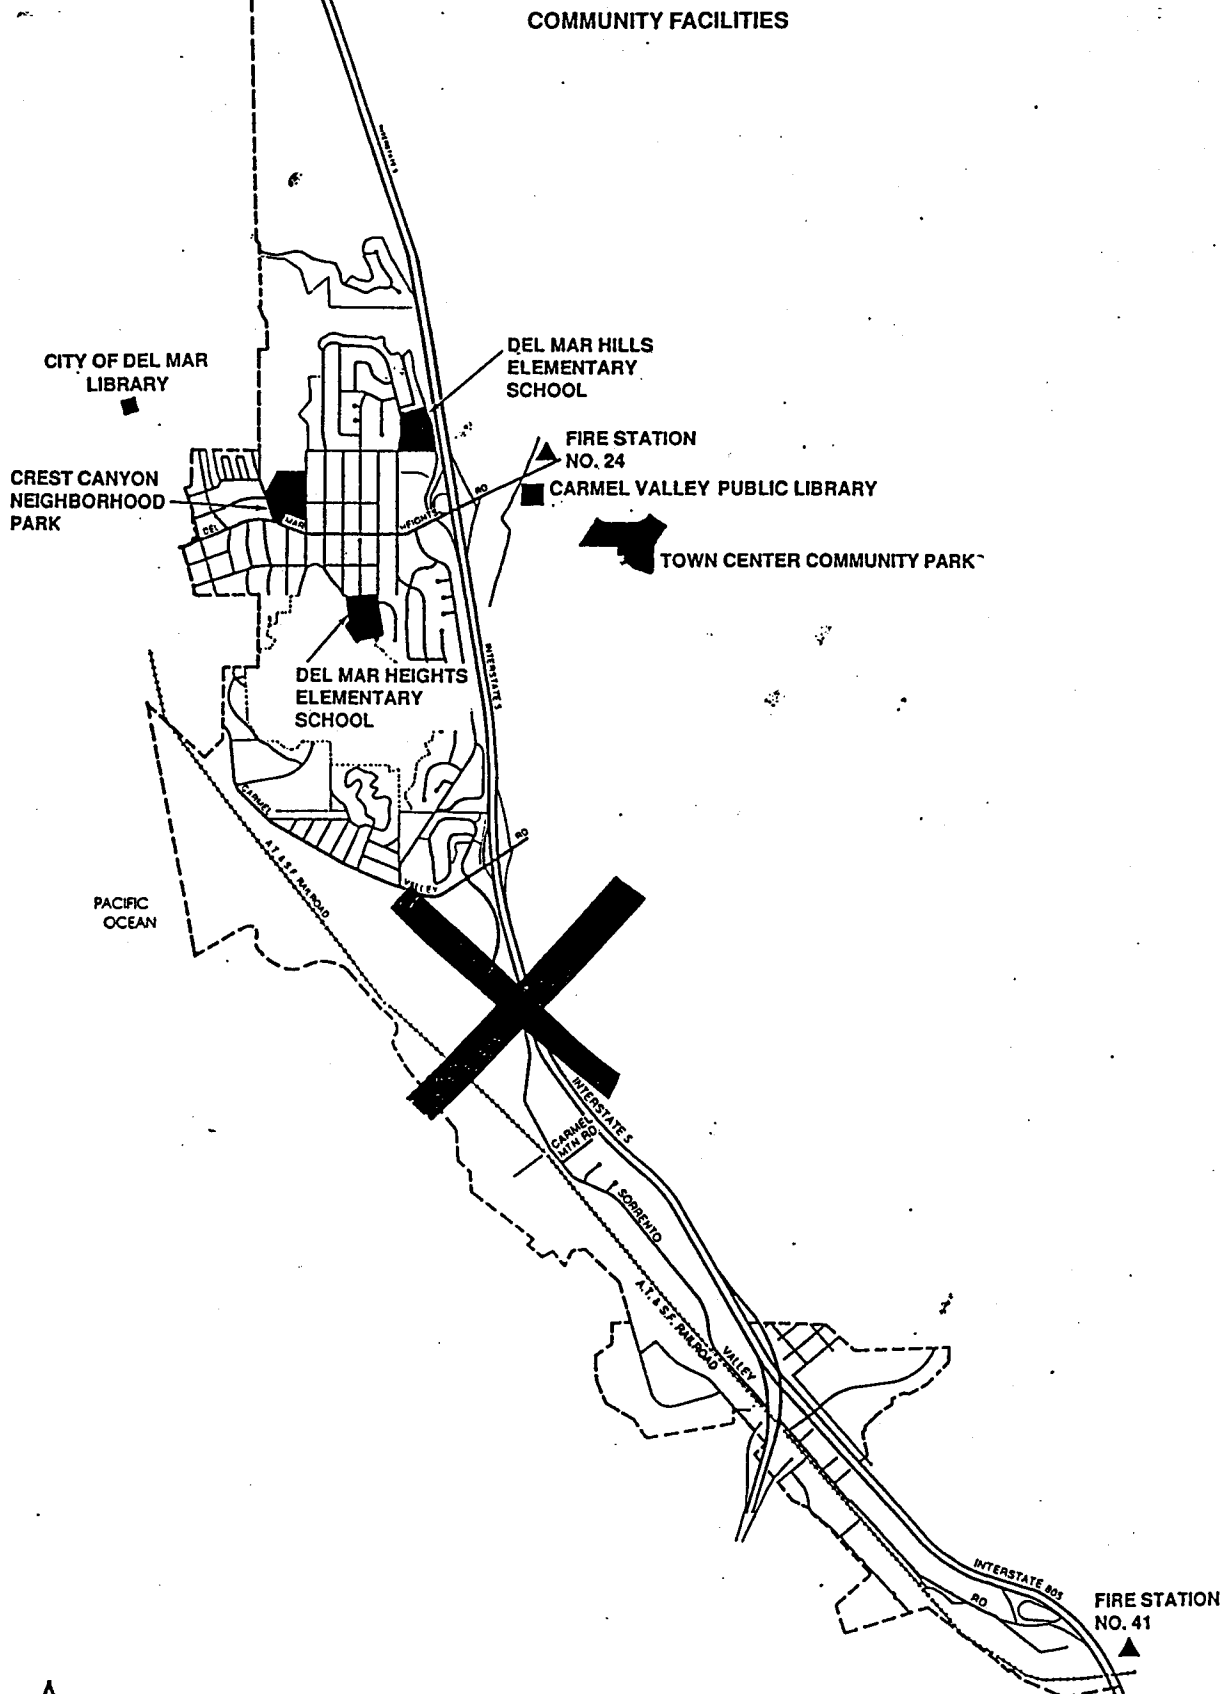 COMMUNITY FACILITIES
INTERSTATE 5
CITY OF DEL MAR
LIBRARY
DEL MAR HILLS
ELEMENTARY
SCHOOL
FIRE STATION
NO. 24
CREST CANYON
NEIGHBORHOOD
PARK
CARMEL VALLEY PUBLIC LIBRARY
DEL MAR HEIGHTS RD
TOWN CENTER COMMUNITY PARK
INTERSTATE 5
DEL MAR HEIGHTS
ELEMENTARY
SCHOOL
CARMEL VALLEY RD
A.T. & S.F. RAILROAD
PACIFIC
OCEAN
INTERSTATE 5
CARMEL
MTN RD
SORRENTO
A.T. & S.F. RAILROAD
VALLEY
INTERSTATE 805
RD
FIRE STATION
NO. 41